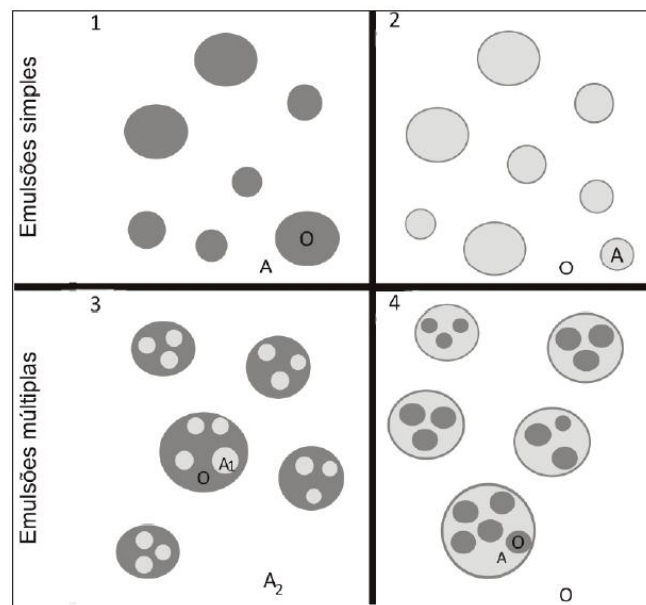 Emulsões simples
1
O
A
2
A
O
Emulsões múltiplas
3
A1
O
A2
4
O
A
O